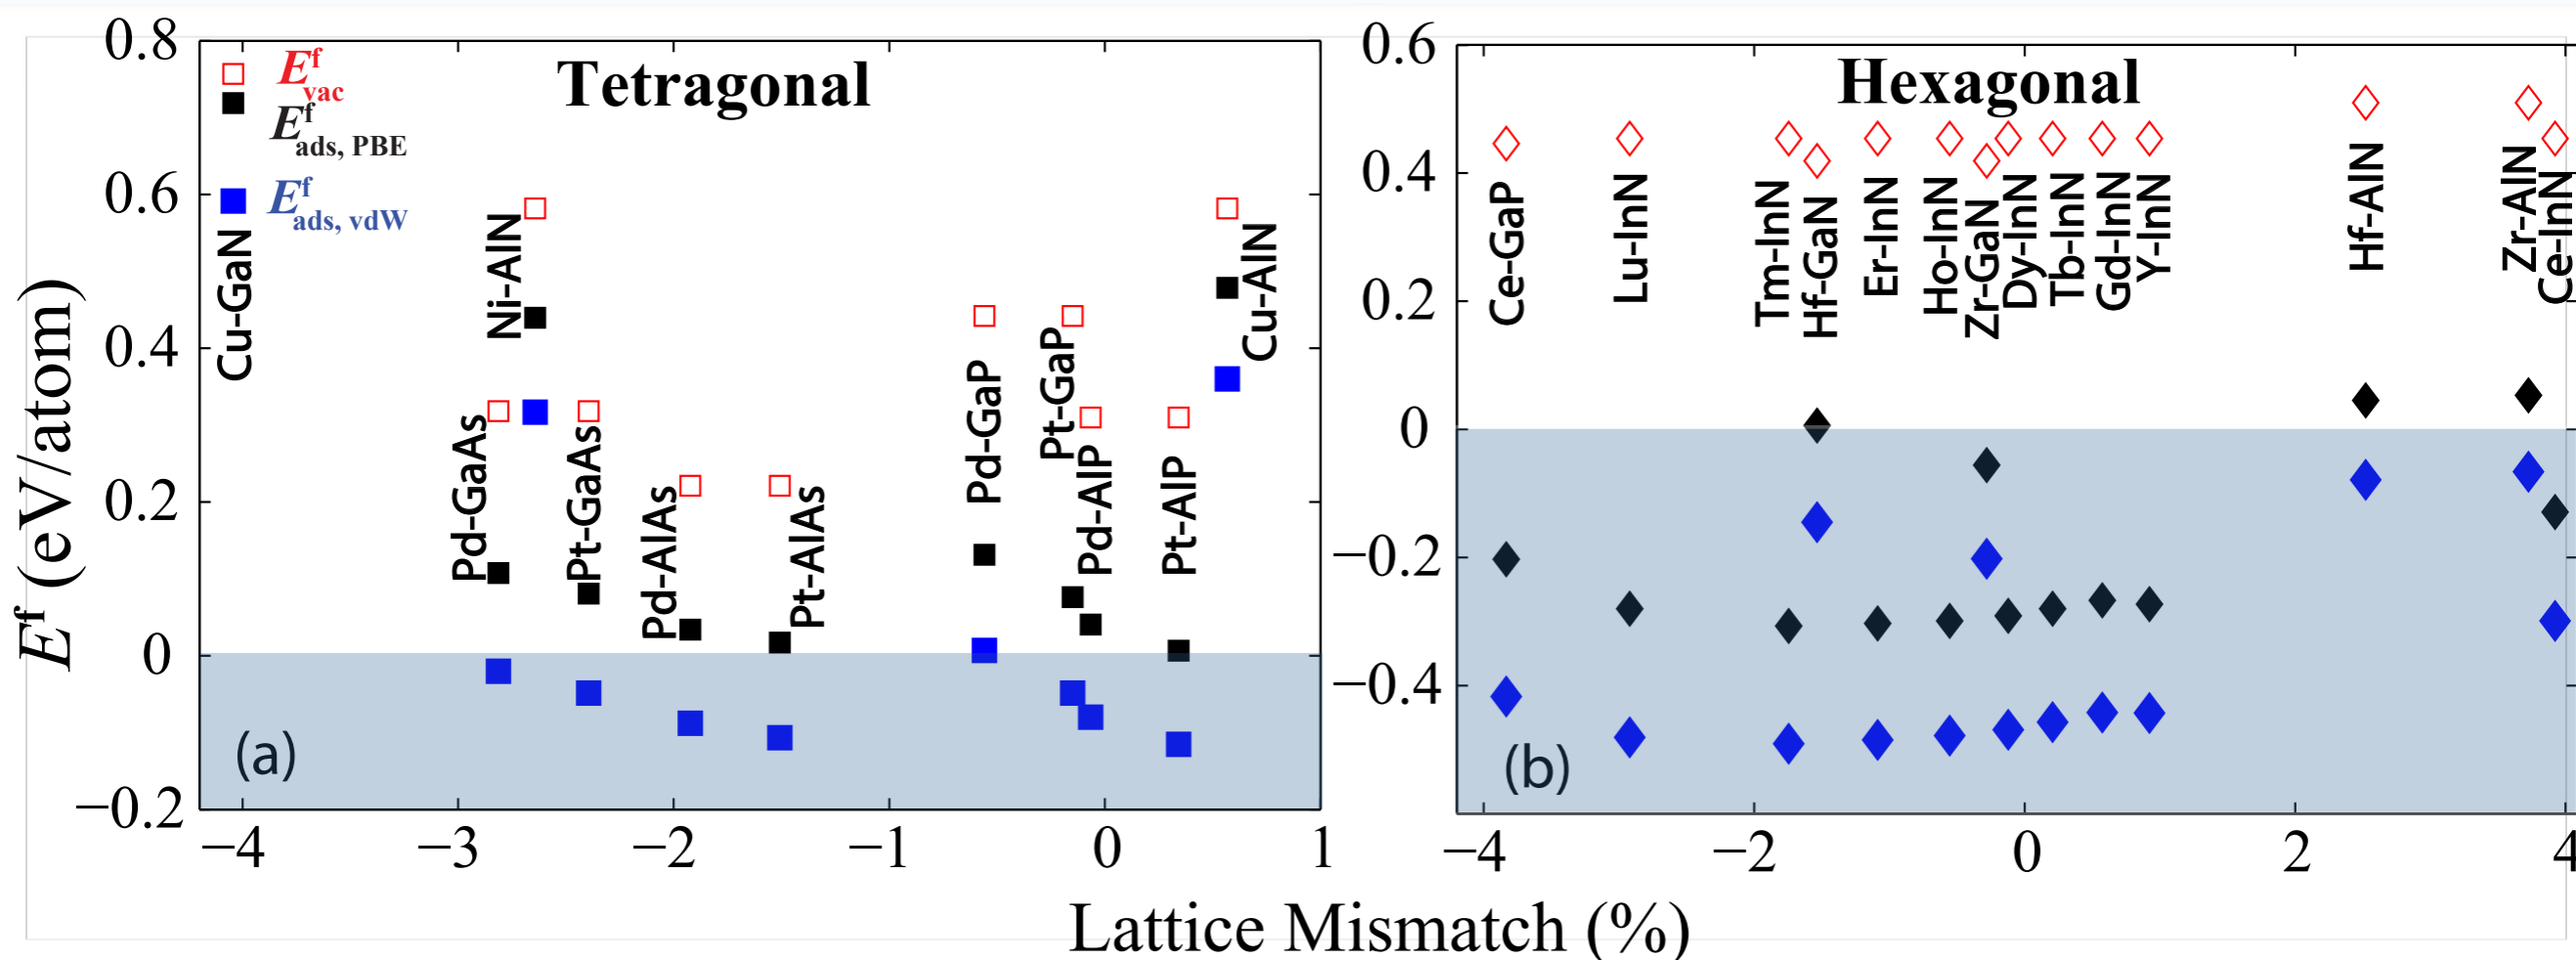 0.8
0.6
0.4
0.2
0
−0.2
E^f (eV/atom)
E^f_vac
E^f_ads, PBE
E^f_ads, vdW
Tetragonal
Cu-GaN
Pd-GaAs
Ni-AlN
Pt-GaAs
Pd-AlAs
Pt-AlAs
Pd-GaP
Pt-GaP
Pd-AlP
Pt-AlP
Cu-AlN
(a)
−4 −3 −2 −1 0 1
0.6
0.4
0.2
0
−0.2
−0.4
Hexagonal
Ce-GaP
Lu-InN
Tm-InN
Hf-GaN
Er-InN
Ho-InN
Zr-GaN
Dy-InN
Tb-InN
Gd-InN
Y-InN
Hf-AlN
Zr-AlN
Ce-InN
(b)
−4 −2 0 2 4
Lattice Mismatch (%)